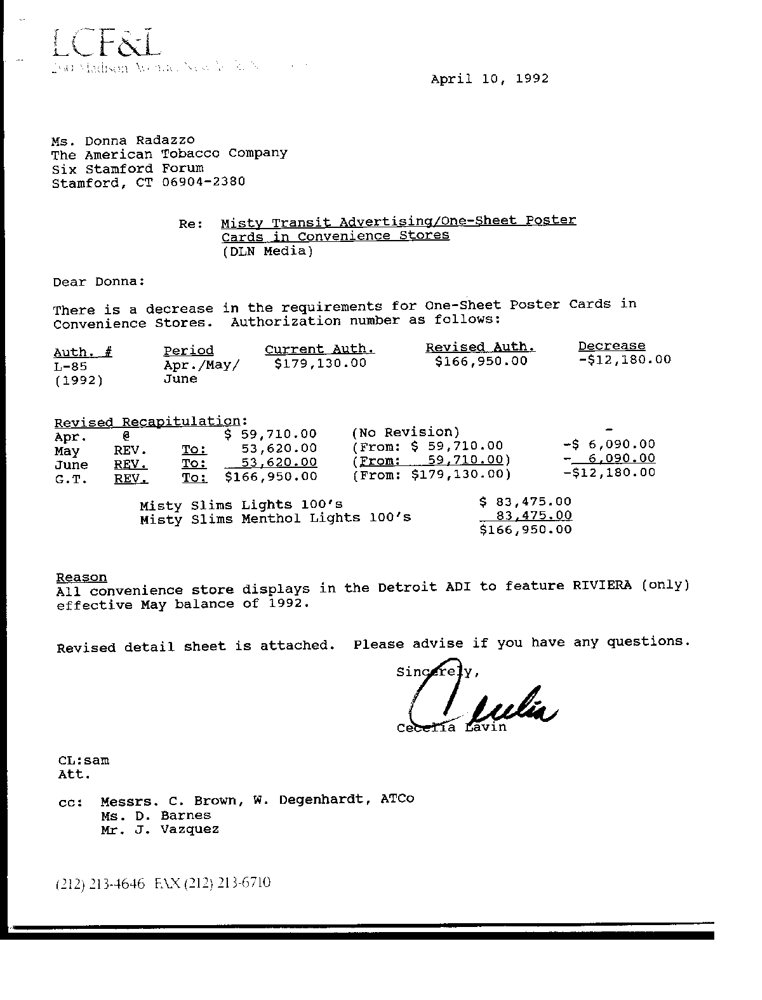 LCF&L
Madison
April 10, 1992
Ms. Donna Radazzo
The American Tobacco Company
Six Stamford Forum
Stamford, CT 06904-2380
Re: Misty Transit Advertising/One-Sheet Poster
Cards in Convenience Stores
(DLN Media)
Dear Donna:
There is a decrease in the requirements for One-Sheet Poster Cards in
Convenience Stores. Authorization number as follows:
Auth. # Period Current Auth. Revised Auth. Decrease
L-85 Apr./May/ $179,130.00 $166,950.00 -$12,180.00
(1992) June
Revised Recapitulation:
Apr. @ $ 59,710.00 (No Revision) -
May REV. To: 53,620.00 (From: $ 59,710.00 -$ 6,090.00
June REV. To: 53,620.00 (From: 59,710.00) - 6,090.00
G.T. REV. To: $166,950.00 (From: $179,130.00) -$12,180.00
Misty Slims Lights 100's $ 83,475.00
Misty Slims Menthol Lights 100's 83,475.00
$166,950.00
Reason
All convenience store displays in the Detroit ADI to feature RIVIERA (only)
effective May balance of 1992.
Revised detail sheet is attached. Please advise if you have any questions.
Sincerely,
Cecelia
Cecelia Lavin
CL:sam
Att.
cc: Messrs. C. Brown, W. Degenhardt, ATCo
Ms. D. Barnes
Mr. J. Vazquez
(212) 213-4646 FAX (212) 213-6710